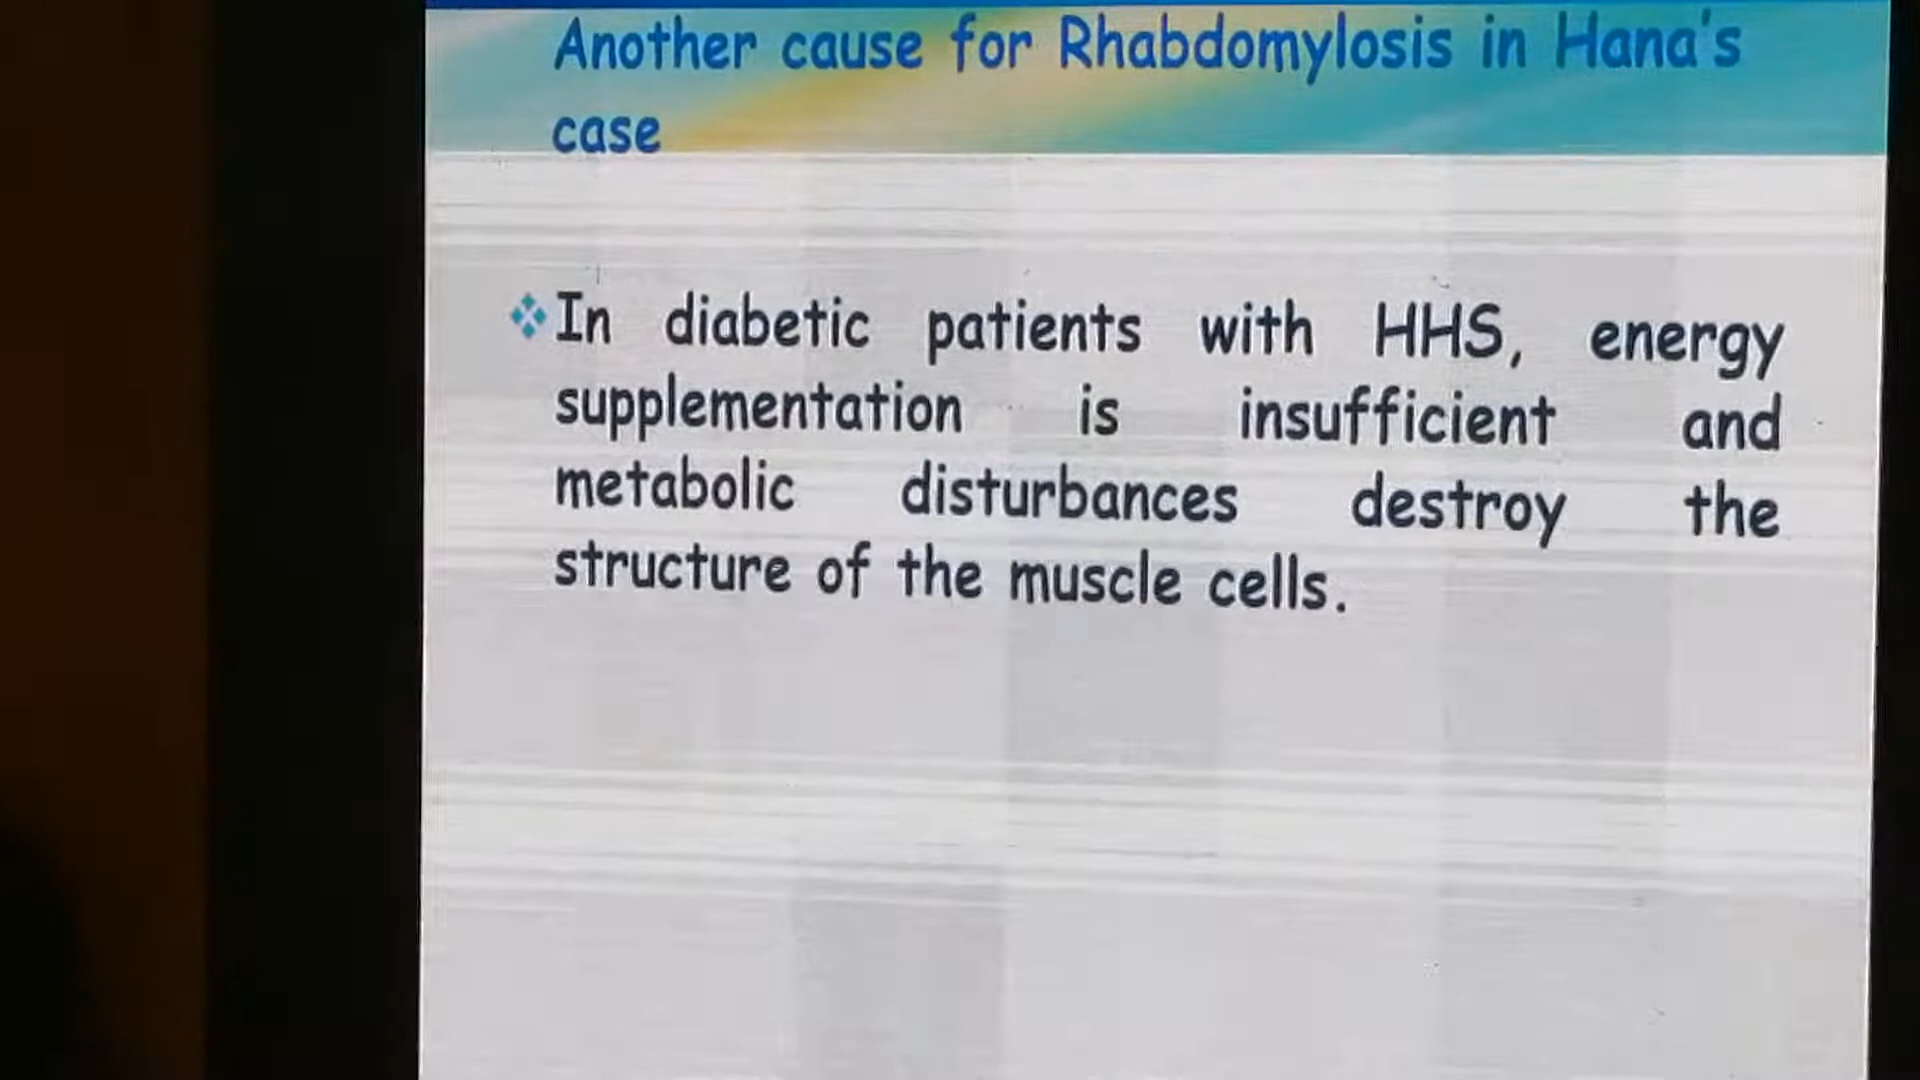 Another cause for Rhabdomylosis in Hana's
case
In diabetic patients with HHS, energy
supplementation is insufficient and
metabolic disturbances destroy the
structure of the muscle cells.